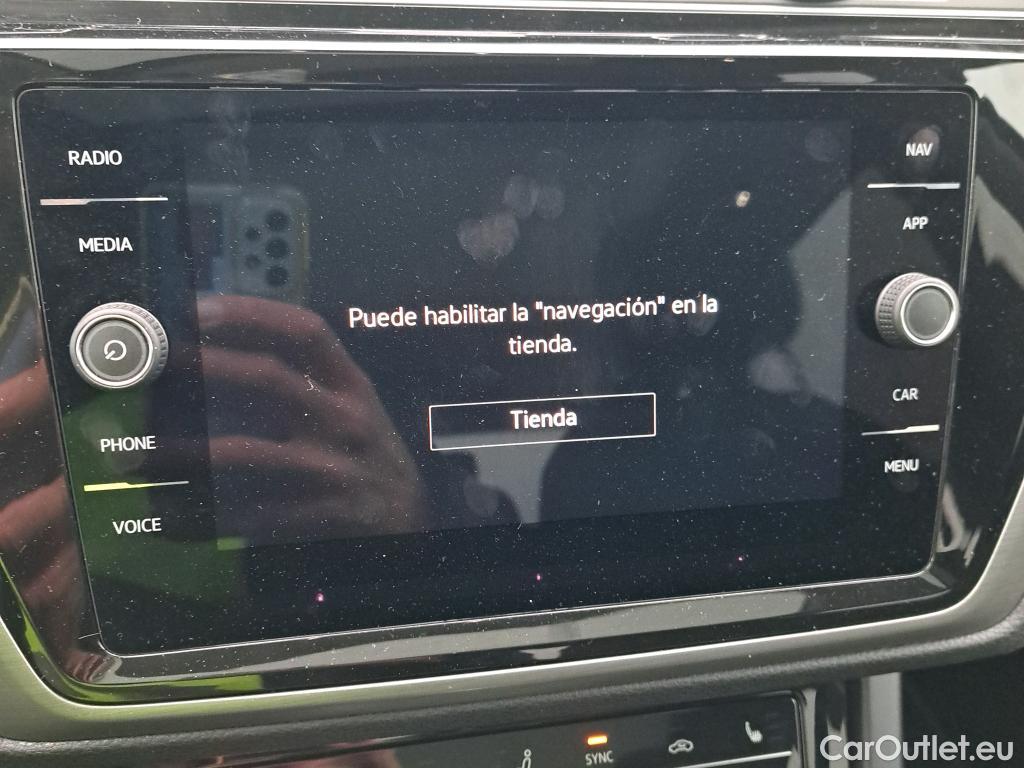 RADIO
MEDIA
PHONE
VOICE
Puede habilitar la "navegación" en la
tienda.
Tienda
NAV
APP
CAR
MENU
SYNC
CarOutlet.eu